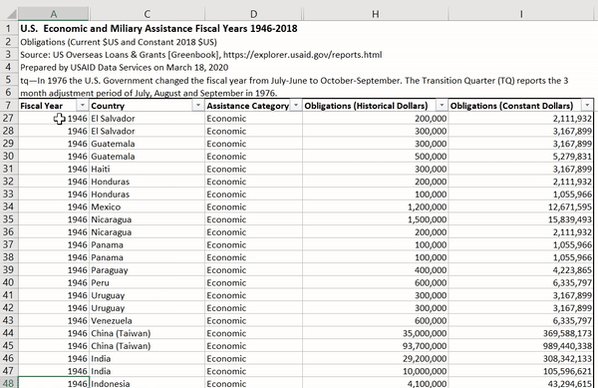 A C D H I
1 U.S. Economic and Miliary Assistance Fiscal Years 1946-2018
2 Obligations (Current $US and Constant 2018 $US)
3 Source: US Overseas Loans & Grants [Greenbook], https://explorer.usaid.gov/reports.html
4 Prepared by USAID Data Services on March 18, 2020
5 tq—In 1976 the U.S. Government changed the fiscal year from July-June to October-September. The Transition Quarter (TQ) reports the 3
6 month adjustment period of July, August and September in 1976.
7 Fiscal Year Country Assistance Category Obligations (Historical Dollars) Obligations (Constant Dollars)
27 1946 El Salvador Economic 200,000 2,111,932
28 1946 El Salvador Economic 300,000 3,167,899
29 1946 Guatemala Economic 300,000 3,167,899
30 1946 Guatemala Economic 500,000 5,279,831
31 1946 Haiti Economic 300,000 3,167,899
32 1946 Honduras Economic 200,000 2,111,932
33 1946 Honduras Economic 100,000 1,055,966
34 1946 Mexico Economic 1,200,000 12,671,595
35 1946 Nicaragua Economic 1,500,000 15,839,493
36 1946 Nicaragua Economic 200,000 2,111,932
37 1946 Panama Economic 100,000 1,055,966
38 1946 Panama Economic 100,000 1,055,966
39 1946 Paraguay Economic 400,000 4,223,865
40 1946 Peru Economic 600,000 6,335,797
41 1946 Uruguay Economic 300,000 3,167,899
42 1946 Uruguay Economic 300,000 3,167,899
43 1946 Venezuela Economic 600,000 6,335,797
44 1946 China (Taiwan) Economic 35,000,000 369,588,173
45 1946 China (Taiwan) Economic 93,700,000 989,440,338
46 1946 India Economic 29,200,000 308,342,133
47 1946 India Economic 10,000,000 105,596,621
48 1946 Indonesia Economic 4,100,000 43,294,615